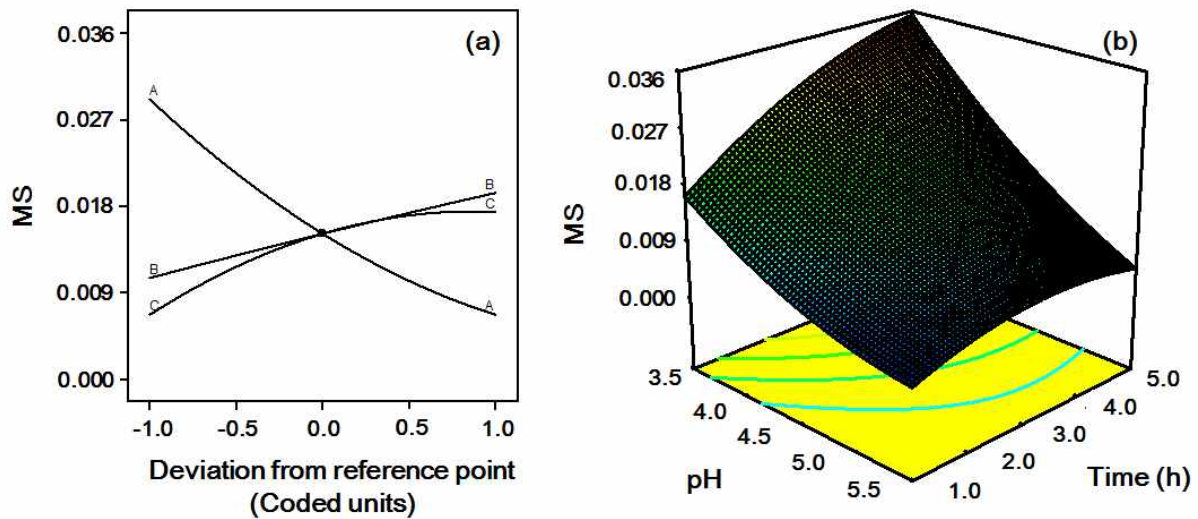 (a)
MS
0.036
0.027
0.018
0.009
0.000
A
B
C
B
C
A
-1.0
-0.5
0.0
0.5
1.0
Deviation from reference point
(Coded units)
(b)
MS
0.036
0.027
0.018
0.009
0.000
3.5
4.0
4.5
5.0
5.5
pH
1.0
2.0
3.0
4.0
5.0
Time (h)